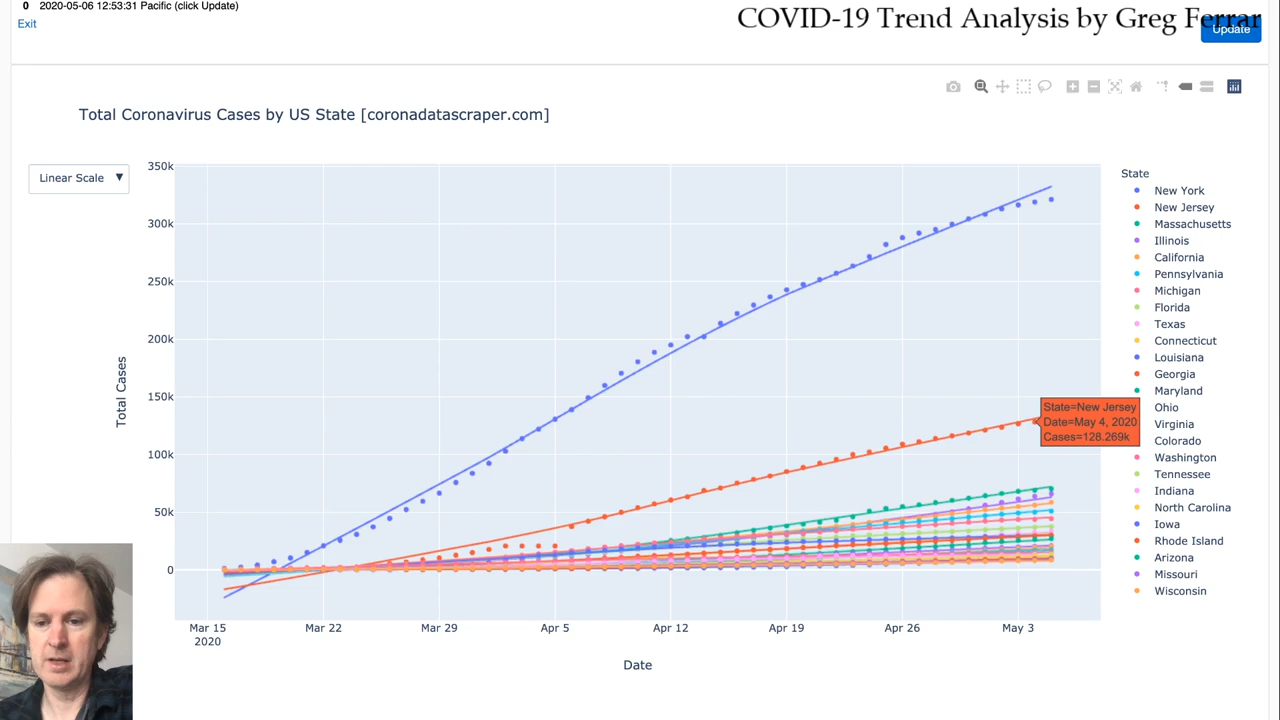 0 2020-05-06 12:53:31 Pacific (click Update)
Exit
COVID-19 Trend Analysis by Greg Ferrar
Update
Total Coronavirus Cases by US State [coronadatascraper.com]
Linear Scale ▼
350k
300k
250k
200k
150k
100k
50k
0
Total Cases
Mar 15
2020
Mar 22
Mar 29
Apr 5
Apr 12
Apr 19
Apr 26
May 3
Date
State=New Jersey
Date=May 4, 2020
Cases=128.269k
State
New York
New Jersey
Massachusetts
Illinois
California
Pennsylvania
Michigan
Florida
Texas
Connecticut
Louisiana
Georgia
Maryland
Ohio
Virginia
Colorado
Washington
Tennessee
Indiana
North Carolina
Iowa
Rhode Island
Arizona
Missouri
Wisconsin